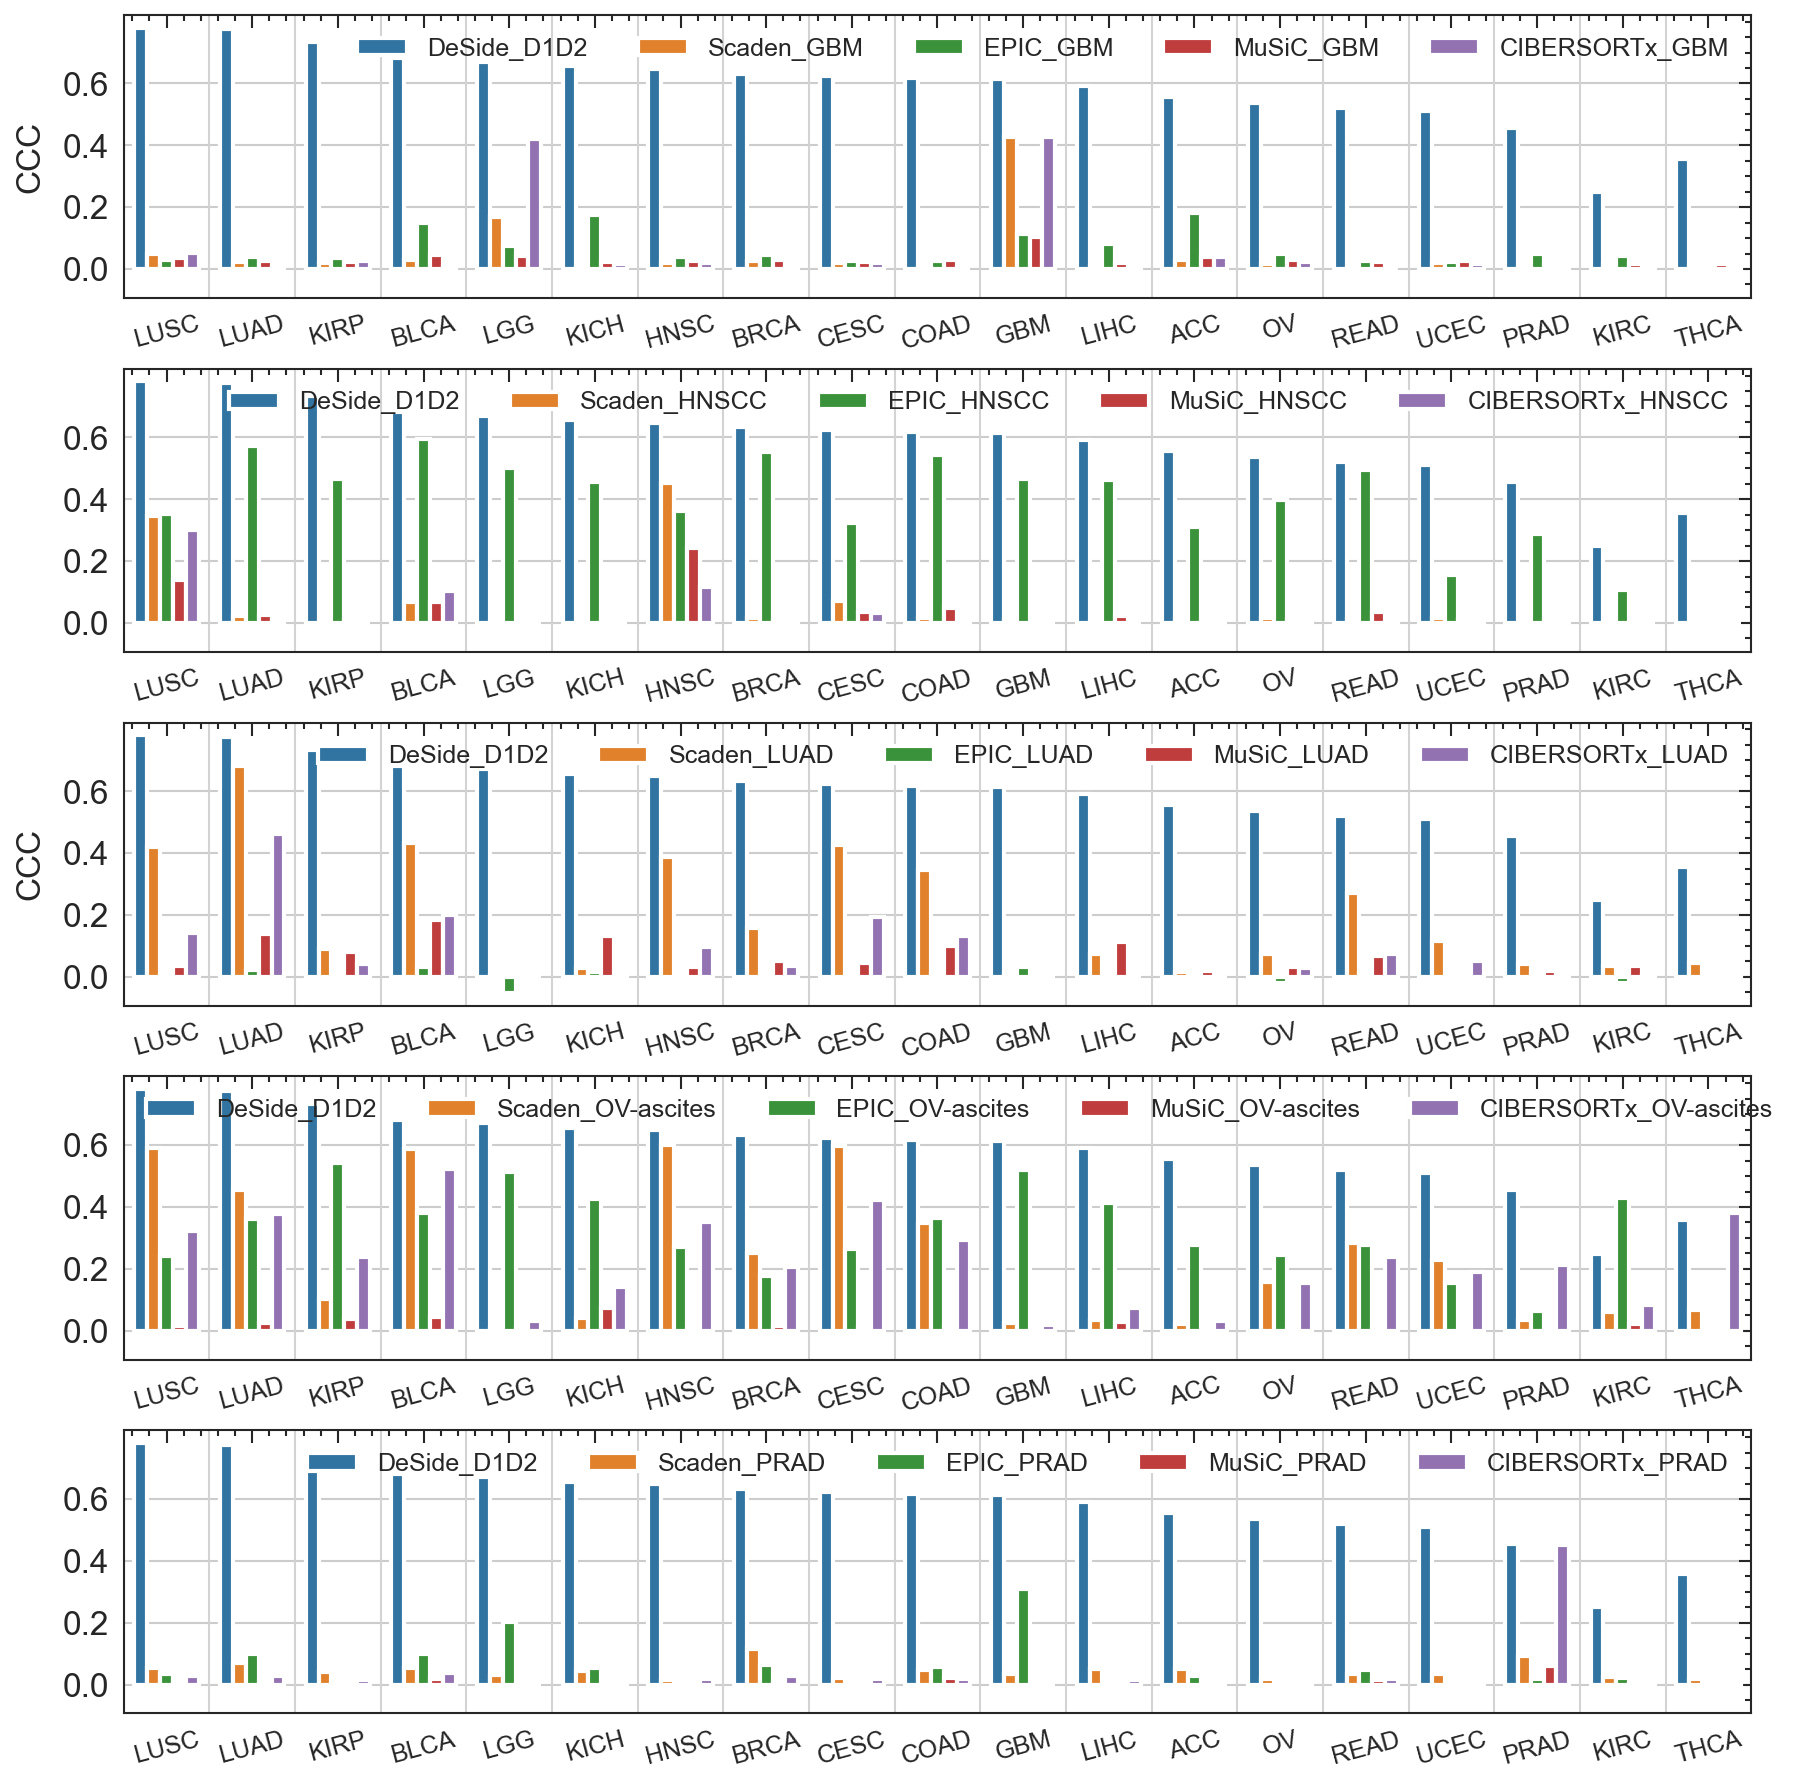 DeSide_D1D2 Scaden_GBM EPIC_GBM MuSiC_GBM CIBERSORTx_GBM
0.6
0.4
0.2
0.0
CCC
LUSC LUAD KIRP BLCA LGG KICH HNSC BRCA CESC COAD GBM LIHC ACC OV READ UCEC PRAD KIRC THCA
DeSide_D1D2 Scaden_HNSCC EPIC_HNSCC MuSiC_HNSCC CIBERSORTx_HNSCC
0.6
0.4
0.2
0.0
LUSC LUAD KIRP BLCA LGG KICH HNSC BRCA CESC COAD GBM LIHC ACC OV READ UCEC PRAD KIRC THCA
DeSide_D1D2 Scaden_LUAD EPIC_LUAD MuSiC_LUAD CIBERSORTx_LUAD
0.6
0.4
0.2
0.0
CCC
LUSC LUAD KIRP BLCA LGG KICH HNSC BRCA CESC COAD GBM LIHC ACC OV READ UCEC PRAD KIRC THCA
DeSide_D1D2 Scaden_OV-ascites EPIC_OV-ascites MuSiC_OV-ascites CIBERSORTx_OV-ascites
0.6
0.4
0.2
0.0
LUSC LUAD KIRP BLCA LGG KICH HNSC BRCA CESC COAD GBM LIHC ACC OV READ UCEC PRAD KIRC THCA
DeSide_D1D2 Scaden_PRAD EPIC_PRAD MuSiC_PRAD CIBERSORTx_PRAD
0.6
0.4
0.2
0.0
LUSC LUAD KIRP BLCA LGG KICH HNSC BRCA CESC COAD GBM LIHC ACC OV READ UCEC PRAD KIRC THCA